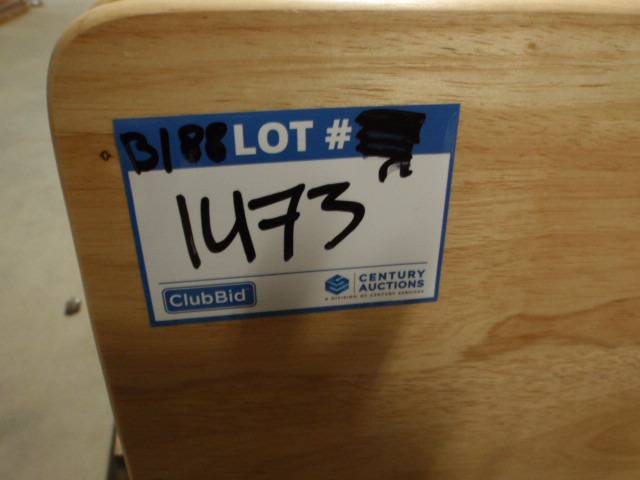 B188 LOT #
1473
ClubBid
CENTURY
AUCTIONS
A DIVISION OF CENTURY SERVICES